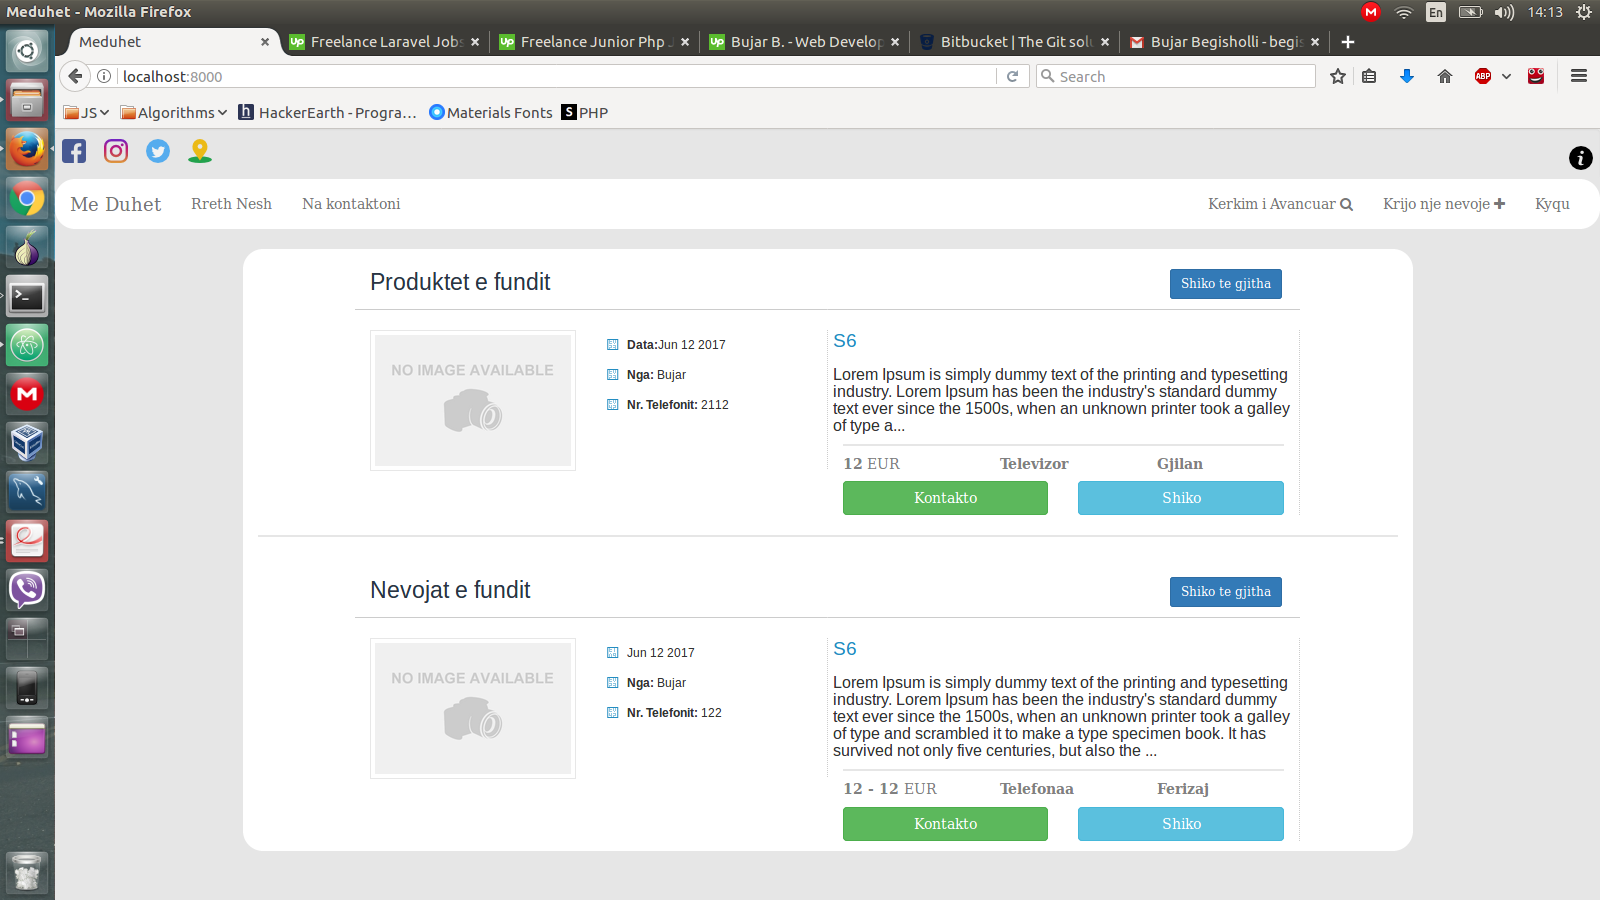 Meduhet - Mozilla Firefox
En
14:13
Meduhet
Freelance Laravel Jobs
Freelance Junior Php J
Bujar B. - Web Develop
Bitbucket | The Git solu
Bujar Begisholli - begis
localhost:8000
Search
ABP
JS
Algorithms
HackerEarth - Progra...
Materials Fonts
S PHP
Me Duhet
Rreth Nesh
Na kontaktoni
Kerkim i Avancuar
Krijo nje nevoje
Kyqu
Produktet e fundit
Shiko te gjitha
NO IMAGE AVAILABLE
Data:Jun 12 2017
Nga: Bujar
Nr. Telefonit: 2112
S6
Lorem Ipsum is simply dummy text of the printing and typesetting
industry. Lorem Ipsum has been the industry's standard dummy
text ever since the 1500s, when an unknown printer took a galley
of type a...
12 EUR
Televizor
Gjilan
Kontakto
Shiko
Nevojat e fundit
Shiko te gjitha
NO IMAGE AVAILABLE
Jun 12 2017
Nga: Bujar
Nr. Telefonit: 122
S6
Lorem Ipsum is simply dummy text of the printing and typesetting
industry. Lorem Ipsum has been the industry's standard dummy
text ever since the 1500s, when an unknown printer took a galley
of type and scrambled it to make a type specimen book. It has
survived not only five centuries, but also the ...
12 - 12 EUR
Telefonaa
Ferizaj
Kontakto
Shiko